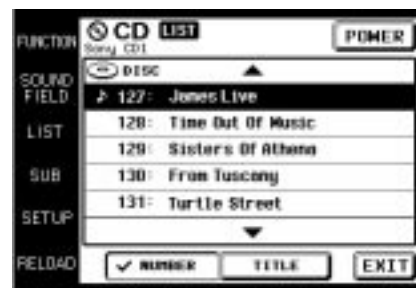 FUNCTION
SOUND
FIELD
LIST
SUB
SETUP
RELOAD
CD LIST
Sony CD1
POWER
DISC
127: James Live
128: Time Out Of Music
129: Sisters Of Athena
130: From Tuscany
131: Turtle Street
NUMBER
TITLE
EXIT